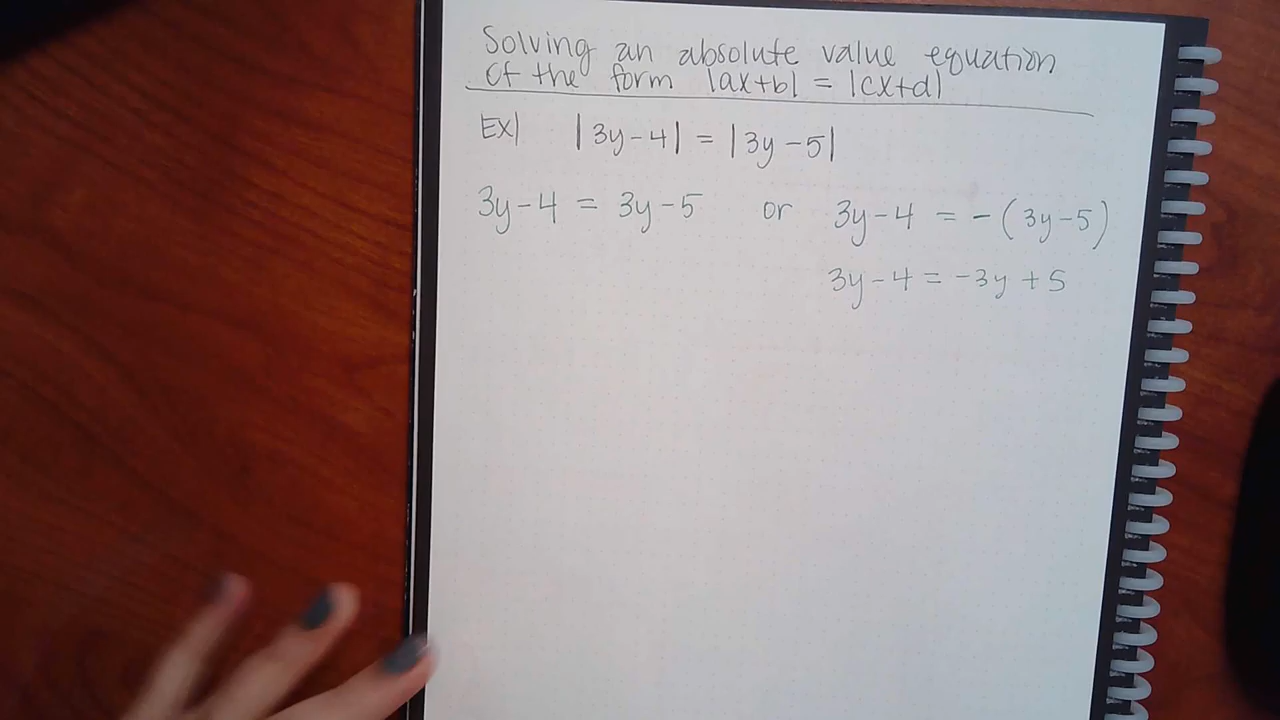 Solving an absolute value equation
of the form |ax+b| = |cx+d|
EX| |3y-4| = |3y-5|
3y-4 = 3y-5 or 3y-4 = -(3y-5)
3y-4 = -3y+5